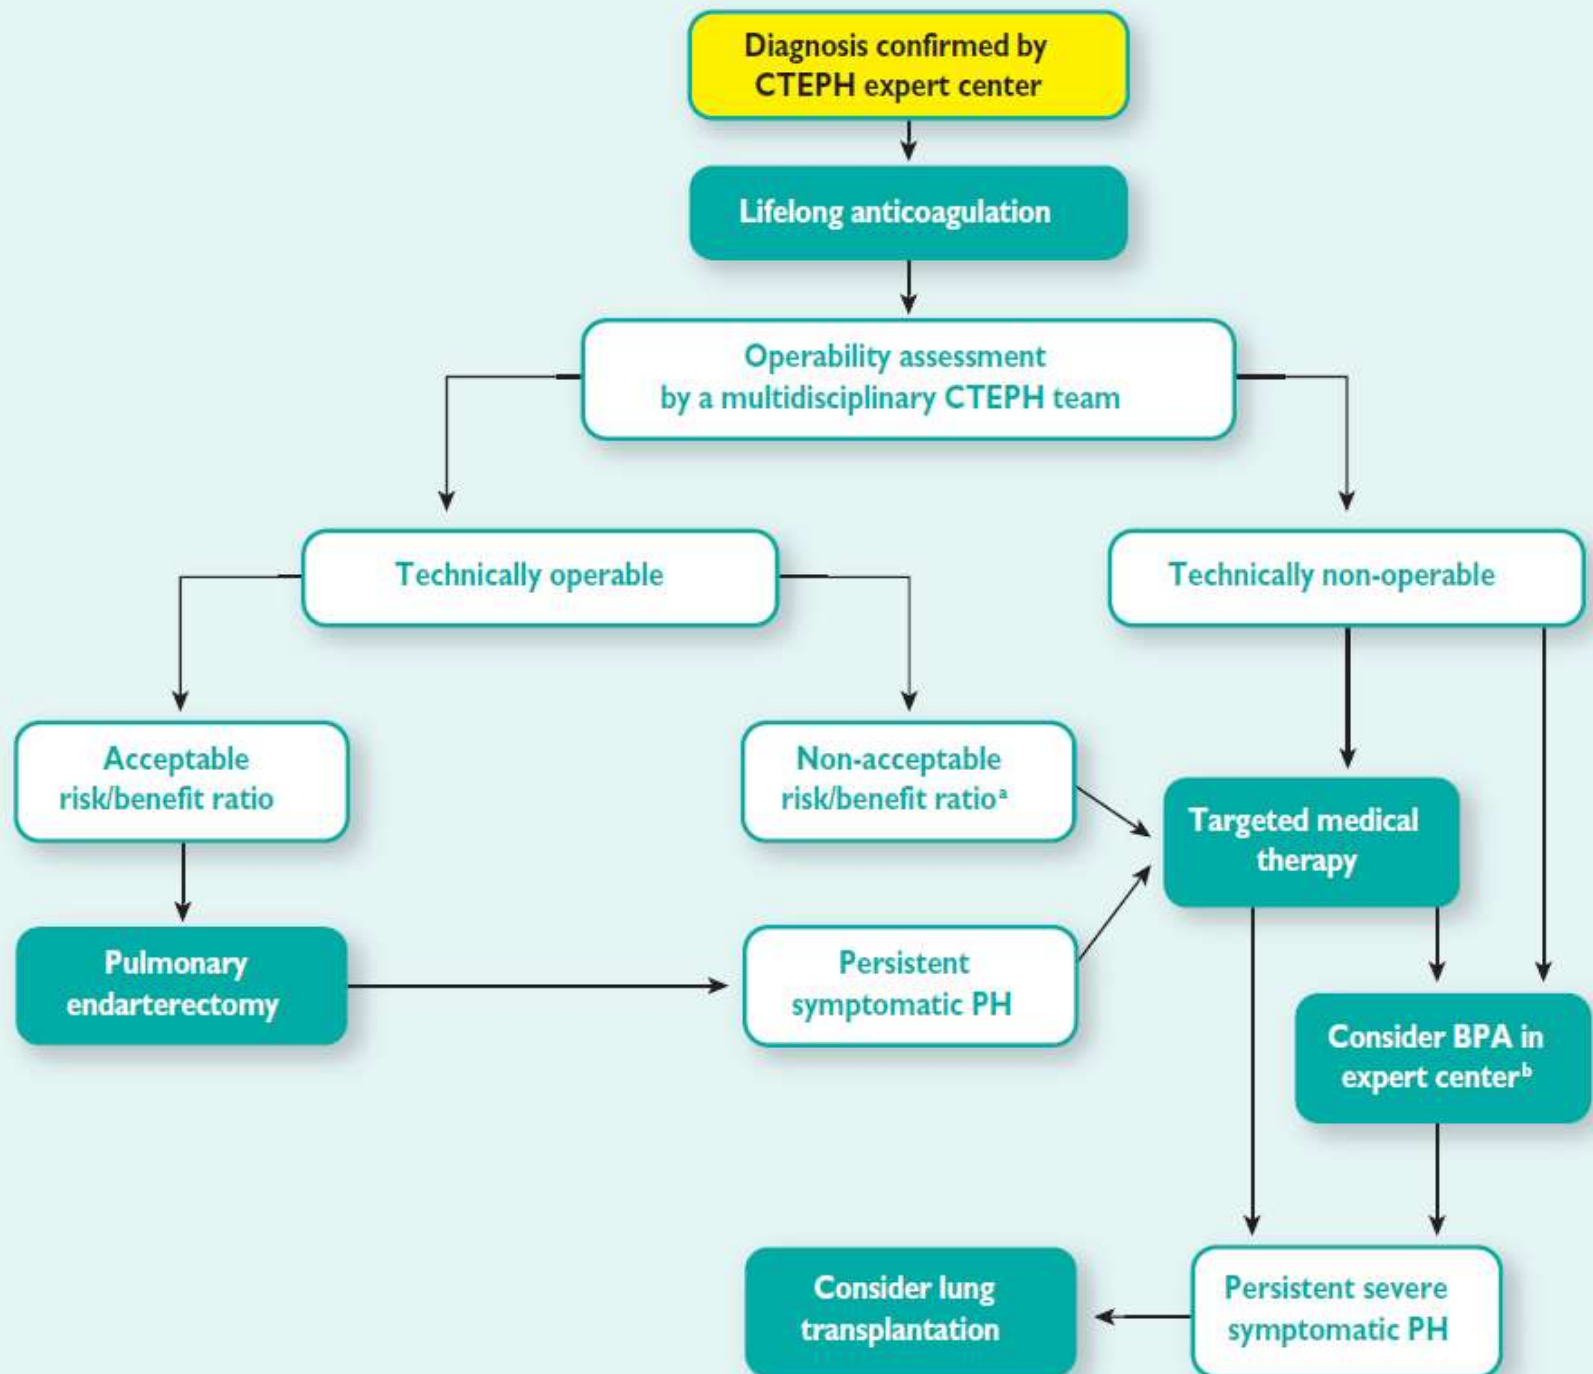 Diagnosis confirmed by
CTEPH expert center
Lifelong anticoagulation
Operability assessment
by a multidisciplinary CTEPH team
Technically operable
Technically non-operable
Acceptable
risk/benefit ratio
Non-acceptable
risk/benefit ratioᵃ
Targeted medical
therapy
Pulmonary
endarterectomy
Persistent
symptomatic PH
Consider BPA in
expert centerᵇ
Consider lung
transplantation
Persistent severe
symptomatic PH